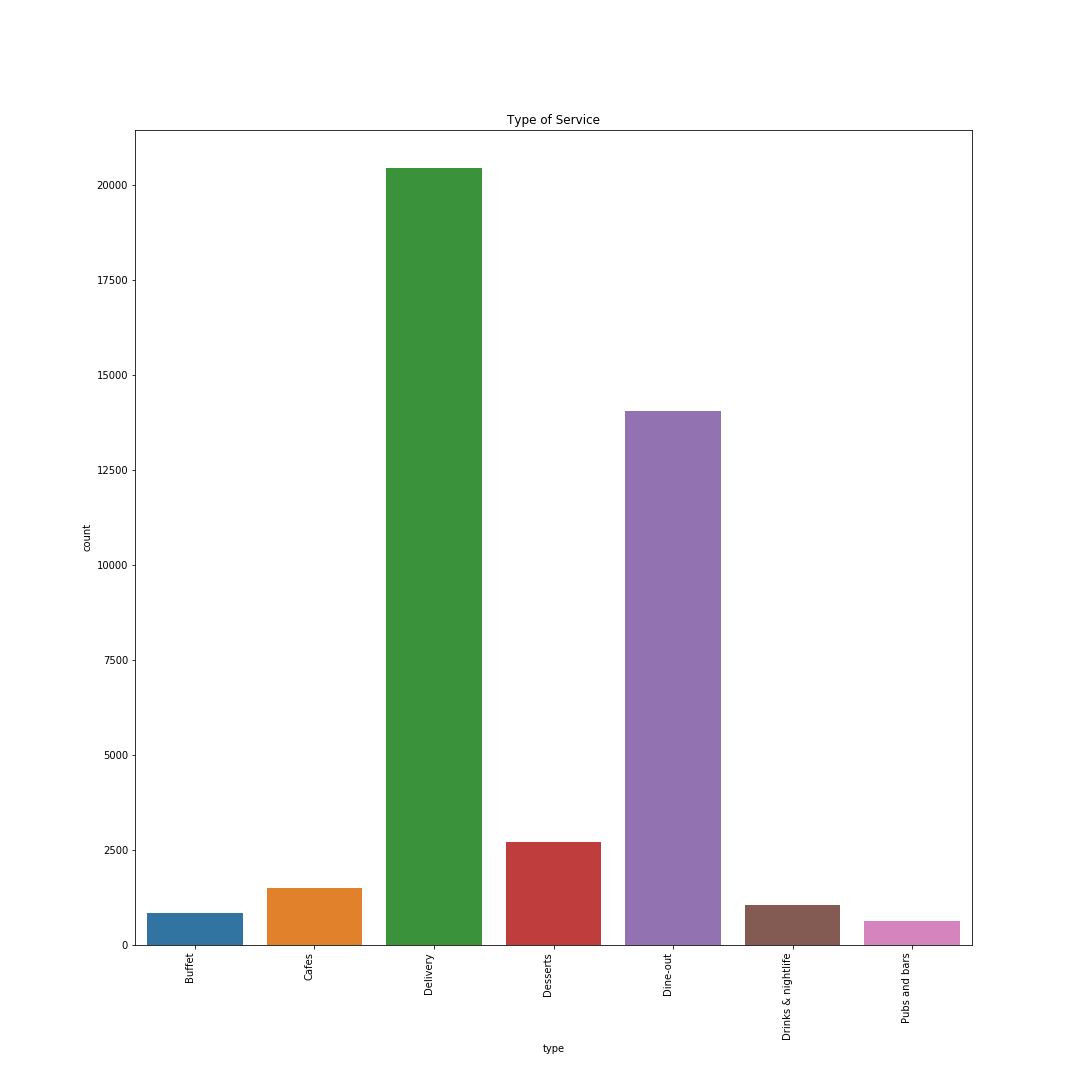 Type of Service
20000
17500
15000
12500
10000
7500
5000
2500
0
count
Buffet
Cafes
Delivery
Desserts
Dine-out
Drinks & nightlife
Pubs and bars
type